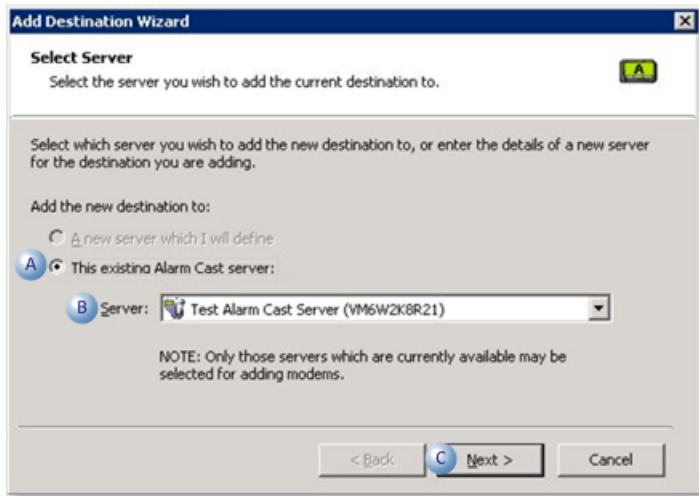 Add Destination Wizard
Select Server
Select the server you wish to add the current destination to.
A
Select which server you wish to add the new destination to, or enter the details of a new server
for the destination you are adding.
Add the new destination to:
A new server which I will define
A This existing Alarm Cast server:
B Server: Test Alarm Cast Server (VM6W2K8R21)
NOTE: Only those servers which are currently available may be
selected for adding modems.
< Back C Next > Cancel